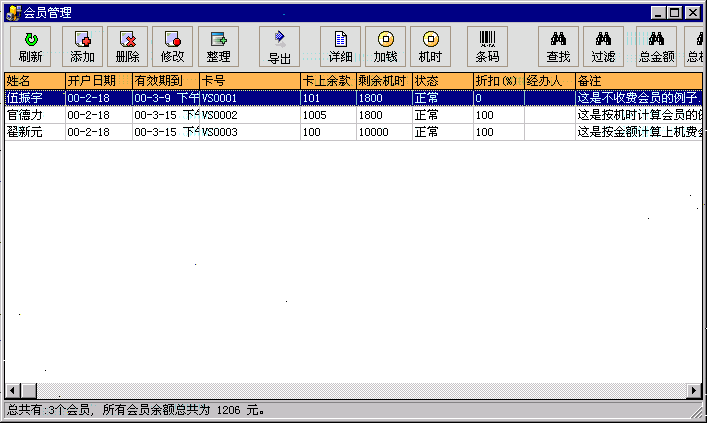 会员管理
刷新 添加 删除 修改 整理 导出 详细 加钱 机时 条码 查找 过滤 总金额
姓名 开户日期 有效期到 卡号 卡上余款 剩余机时 状态 折扣(%) 经办人 备注
伍振宇 00-2-18 00-3-9 下午 VS0001 101 1800 正常 0 这是不收费会员的例子.
官德力 00-2-18 00-3-15 下午 VS0002 1005 1800 正常 100 这是按机时计算会员的
翟新元 00-2-18 00-3-15 下午 VS0003 100 10000 正常 100 这是按金额计算上机费
总共有:3个会员, 所有会员余额总共为 1206 元。